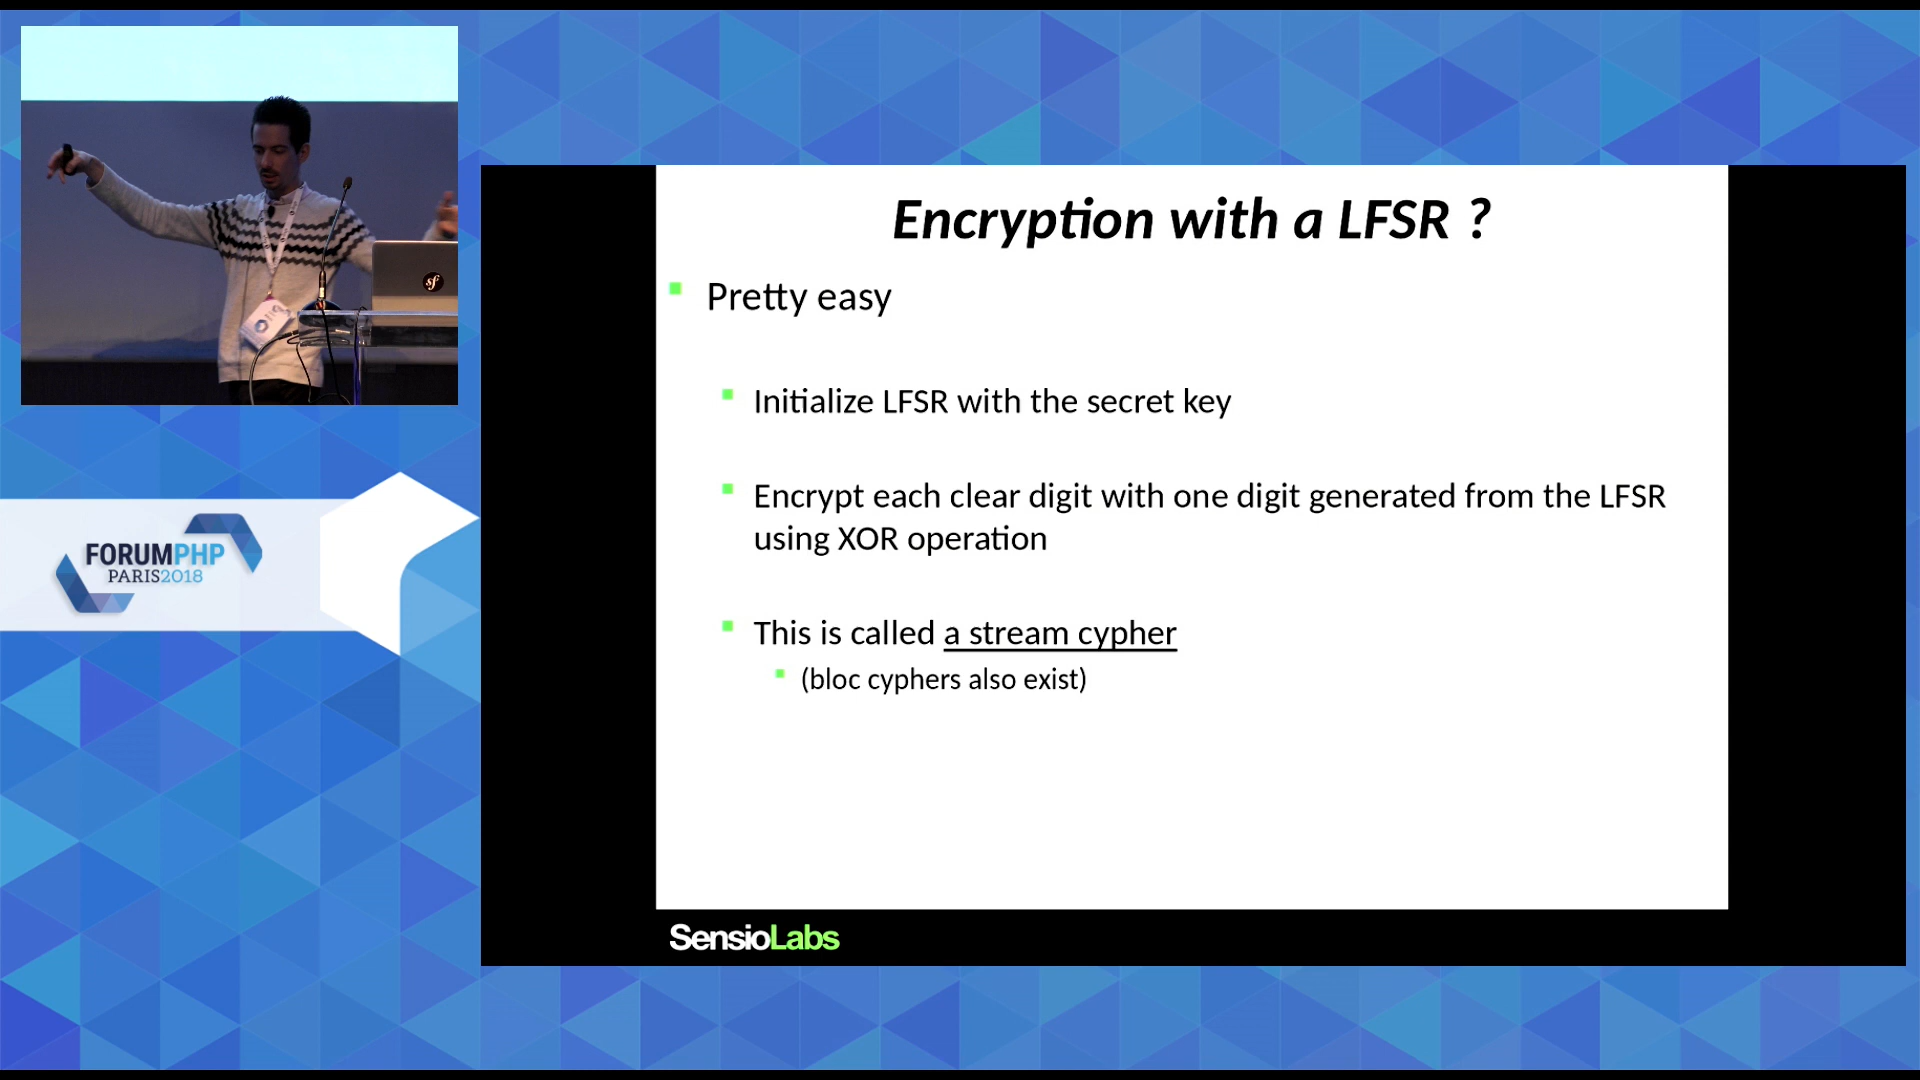 Encryption with a LFSR ?
Pretty easy
Initialize LFSR with the secret key
Encrypt each clear digit with one digit generated from the LFSR
using XOR operation
This is called a stream cypher
(bloc cyphers also exist)
SensioLabs
FORUMPHP
PARIS2018
sf